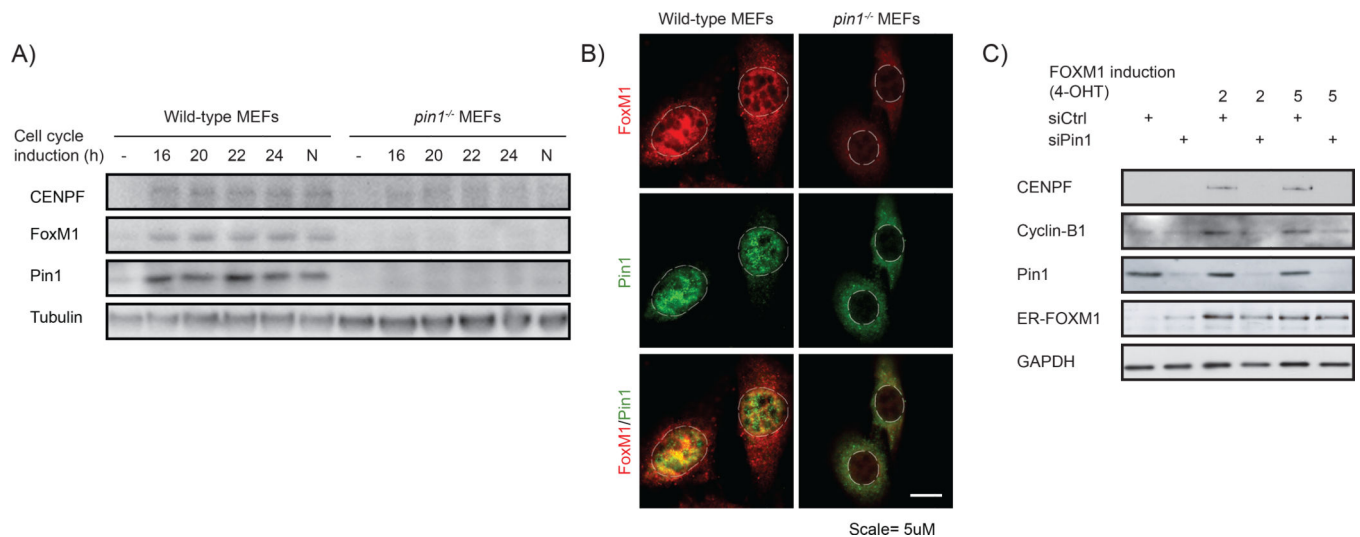 A)
Wild-type MEFs
pin1-/- MEFs
Cell cycle
induction (h)
- 16 20 22 24 N - 16 20 22 24 N
CENPF
FoxM1
Pin1
Tubulin
B)
Wild-type MEFs
pin1-/- MEFs
FoxM1
Pin1
FoxM1/Pin1
Scale= 5uM
C)
FOXM1 induction
(4-OHT) 2 2 5 5
siCtrl + + +
siPin1 + + +
CENPF
Cyclin-B1
Pin1
ER-FOXM1
GAPDH